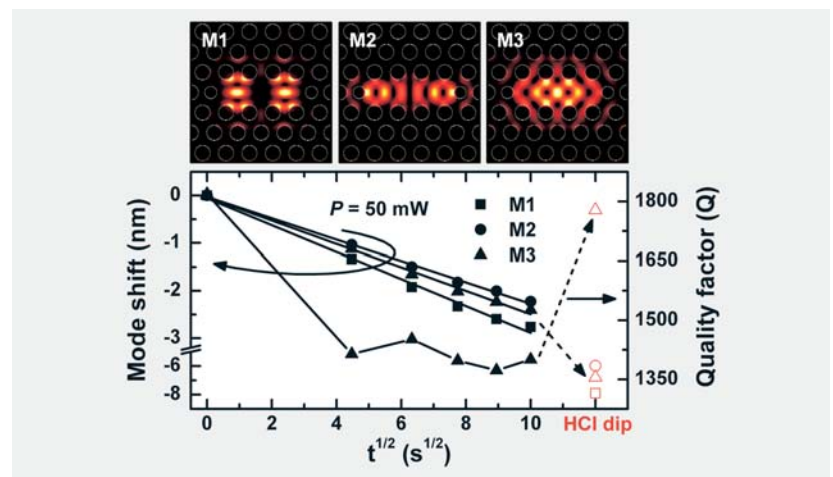 M1 M2 M3
P = 50 mW
M1
M2
M3
Mode shift (nm)
0
-1
-2
-3
-6
-8
Quality factor (Q)
1800
1650
1500
1350
0 2 4 6 8 10 HCl dip
t^1/2 (s^1/2)